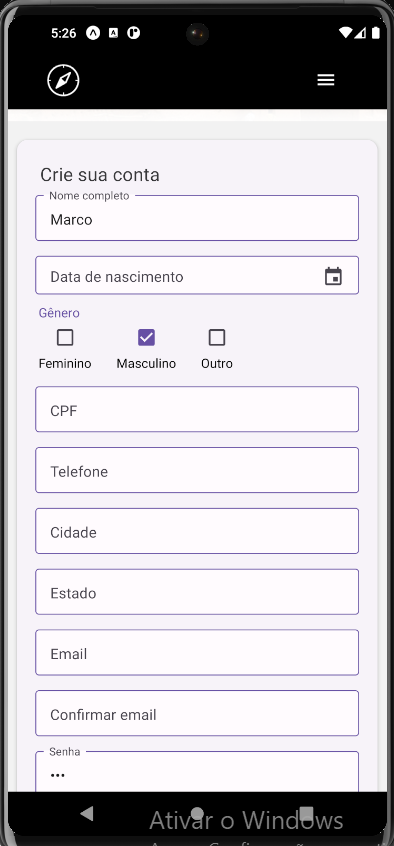 5:26
Crie sua conta
Nome completo
Marco
Data de nascimento
Gênero
Feminino Masculino Outro
CPF
Telefone
Cidade
Estado
Email
Confirmar email
Senha
•••
Ativar o Windows